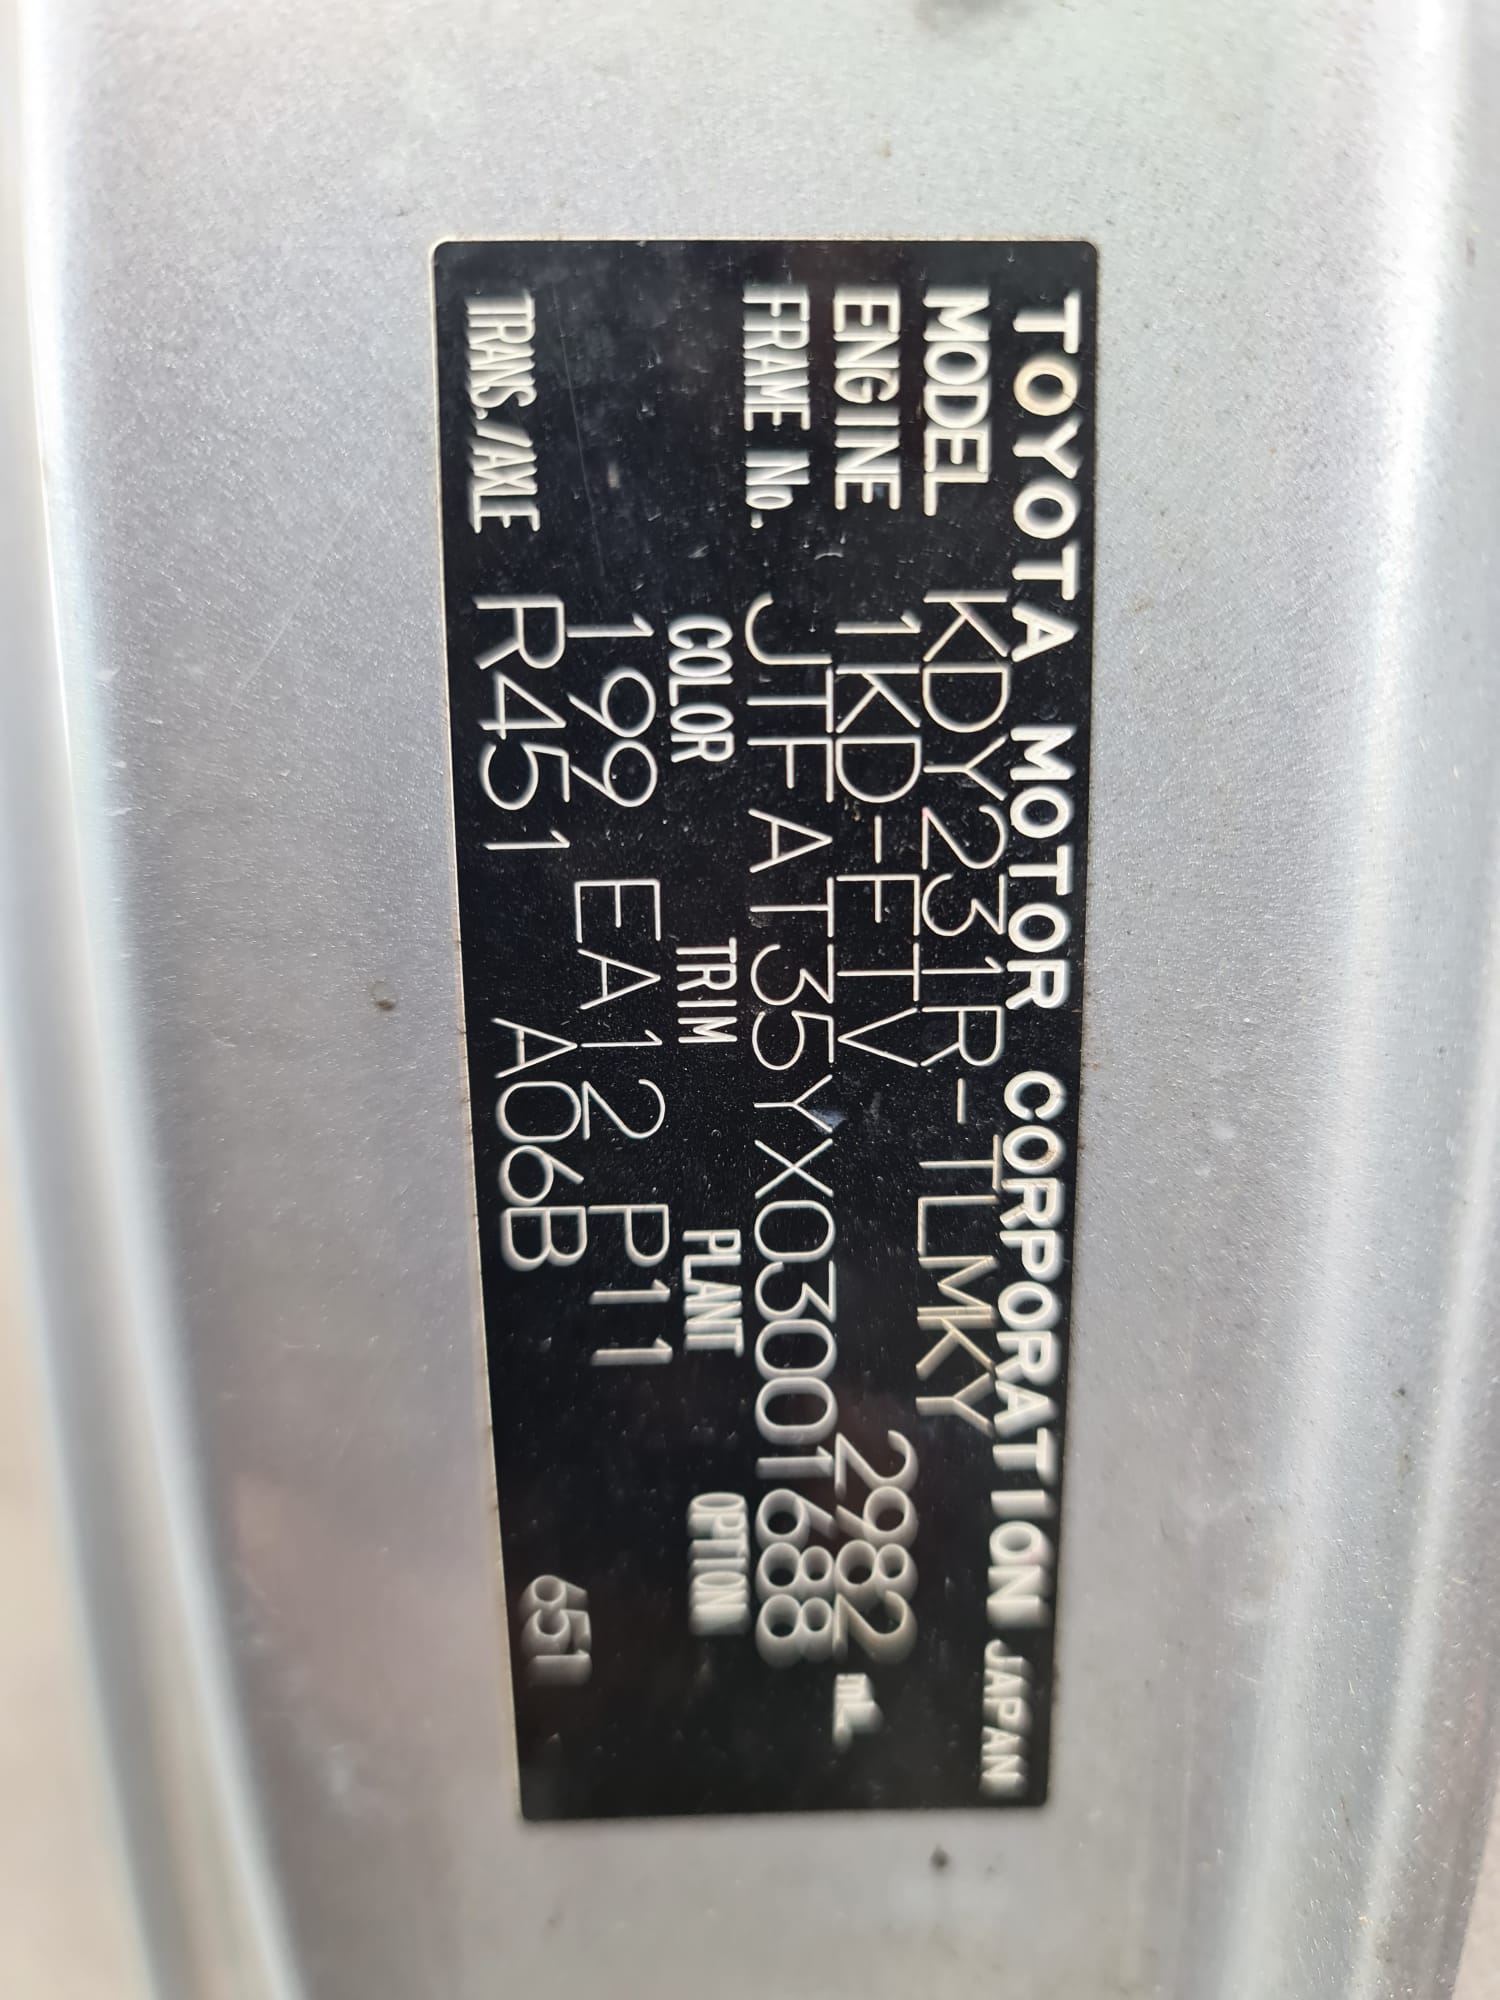 TOYOTA MOTOR CORPORATION JAPAN
MODEL KDY231R-TLMKY
ENGINE 1KD-FTV 2982 mL
FRAME No. JTFAT35YX03001688
COLOR TRIM PLANT OPTION
199 EA12 P11
TRANS./AXLE R451 A06B 651